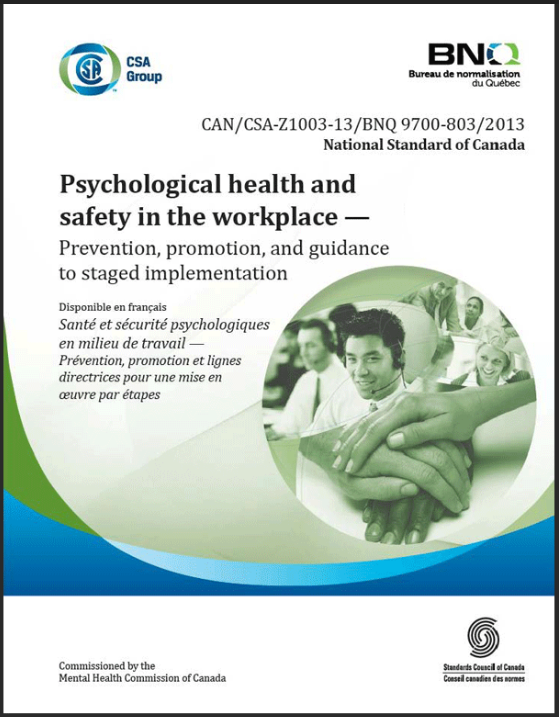 CSA
Group
BNQ
Bureau de normalisation
du Québec
CAN/CSA-Z1003-13/BNQ 9700-803/2013
National Standard of Canada
Psychological health and
safety in the workplace —
Prevention, promotion, and guidance
to staged implementation
Disponible en français
Santé et sécurité psychologiques
en milieu de travail —
Prévention, promotion et lignes
directrices pour une mise en
œuvre par étapes
Commissioned by the
Mental Health Commission of Canada
Standards Council of Canada
Conseil canadien des normes